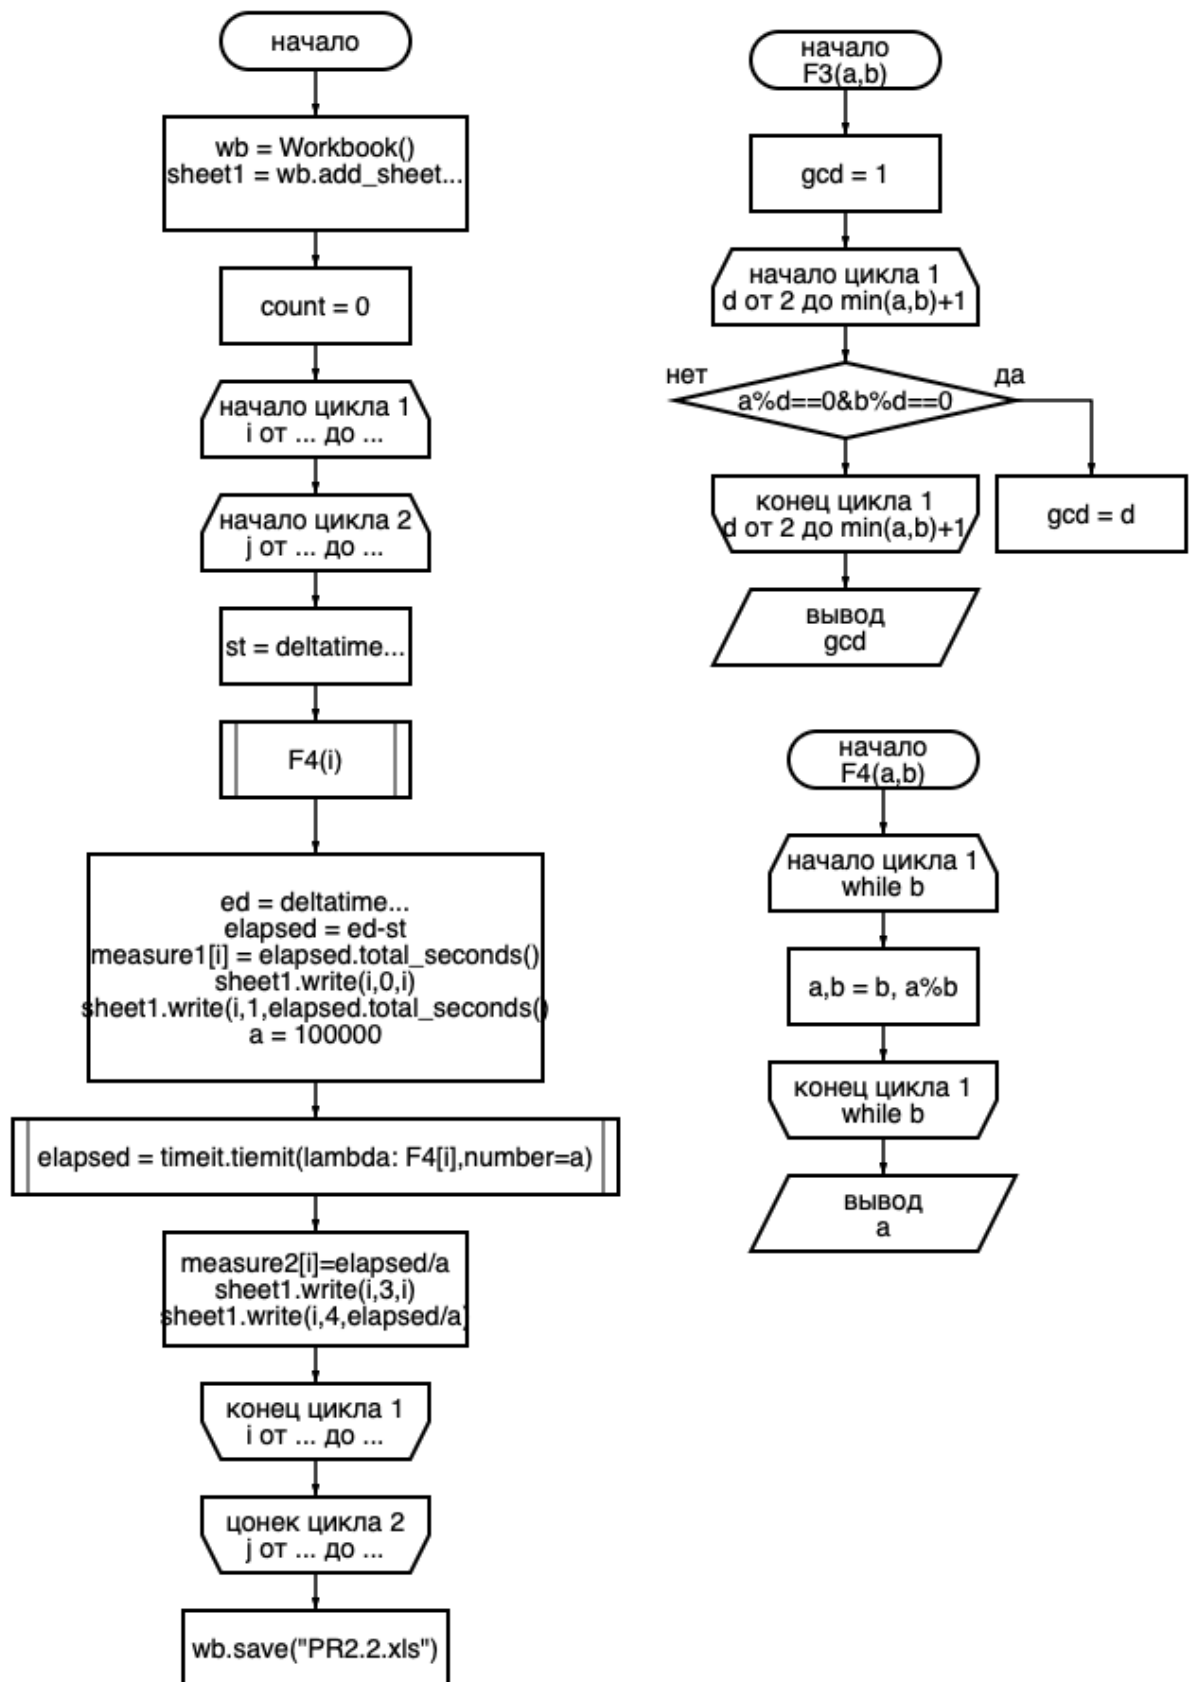 начало
wb = Workbook()
sheet1 = wb.add_sheet...
count = 0
начало цикла 1
i от ... до ...
начало цикла 2
j от ... до ...
st = deltatime...
F4(i)
ed = deltatime...
elapsed = ed-st
measure1[i] = elapsed.total_seconds()
sheet1.write(i,0,i)
sheet1.write(i,1,elapsed.total_seconds()
a = 100000
elapsed = timeit.tiemit(lambda: F4[i],number=a)
measure2[i]=elapsed/a
sheet1.write(i,3,i)
sheet1.write(i,4,elapsed/a)
конец цикла 1
i от ... до ...
цонек цикла 2
j от ... до ...
wb.save("PR2.2.xls")
начало
F3(a,b)
gcd = 1
начало цикла 1
d от 2 до min(a,b)+1
нет
да
a%d==0&b%d==0
конец цикла 1
d от 2 до min(a,b)+1
gcd = d
вывод
gcd
начало
F4(a,b)
начало цикла 1
while b
a,b = b, a%b
конец цикла 1
while b
вывод
a